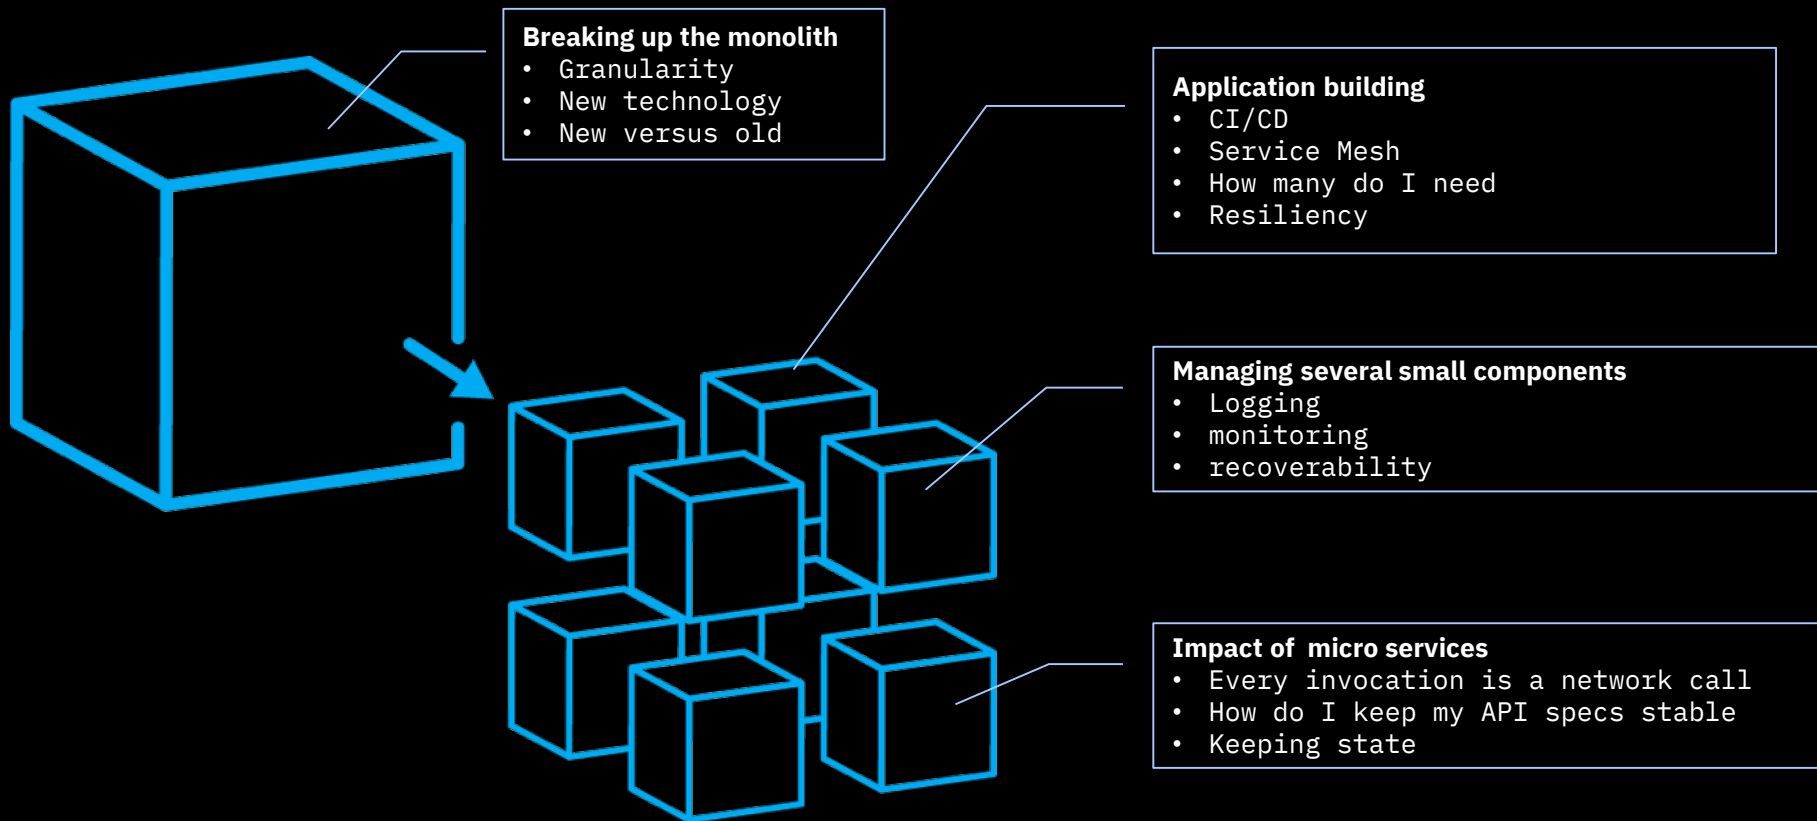 Breaking up the monolith
• Granularity
• New technology
• New versus old
Application building
• CI/CD
• Service Mesh
• How many do I need
• Resiliency
Managing several small components
• Logging
• monitoring
• recoverability
Impact of  micro services
• Every invocation is a network call
• How do I keep my API specs stable
• Keeping state